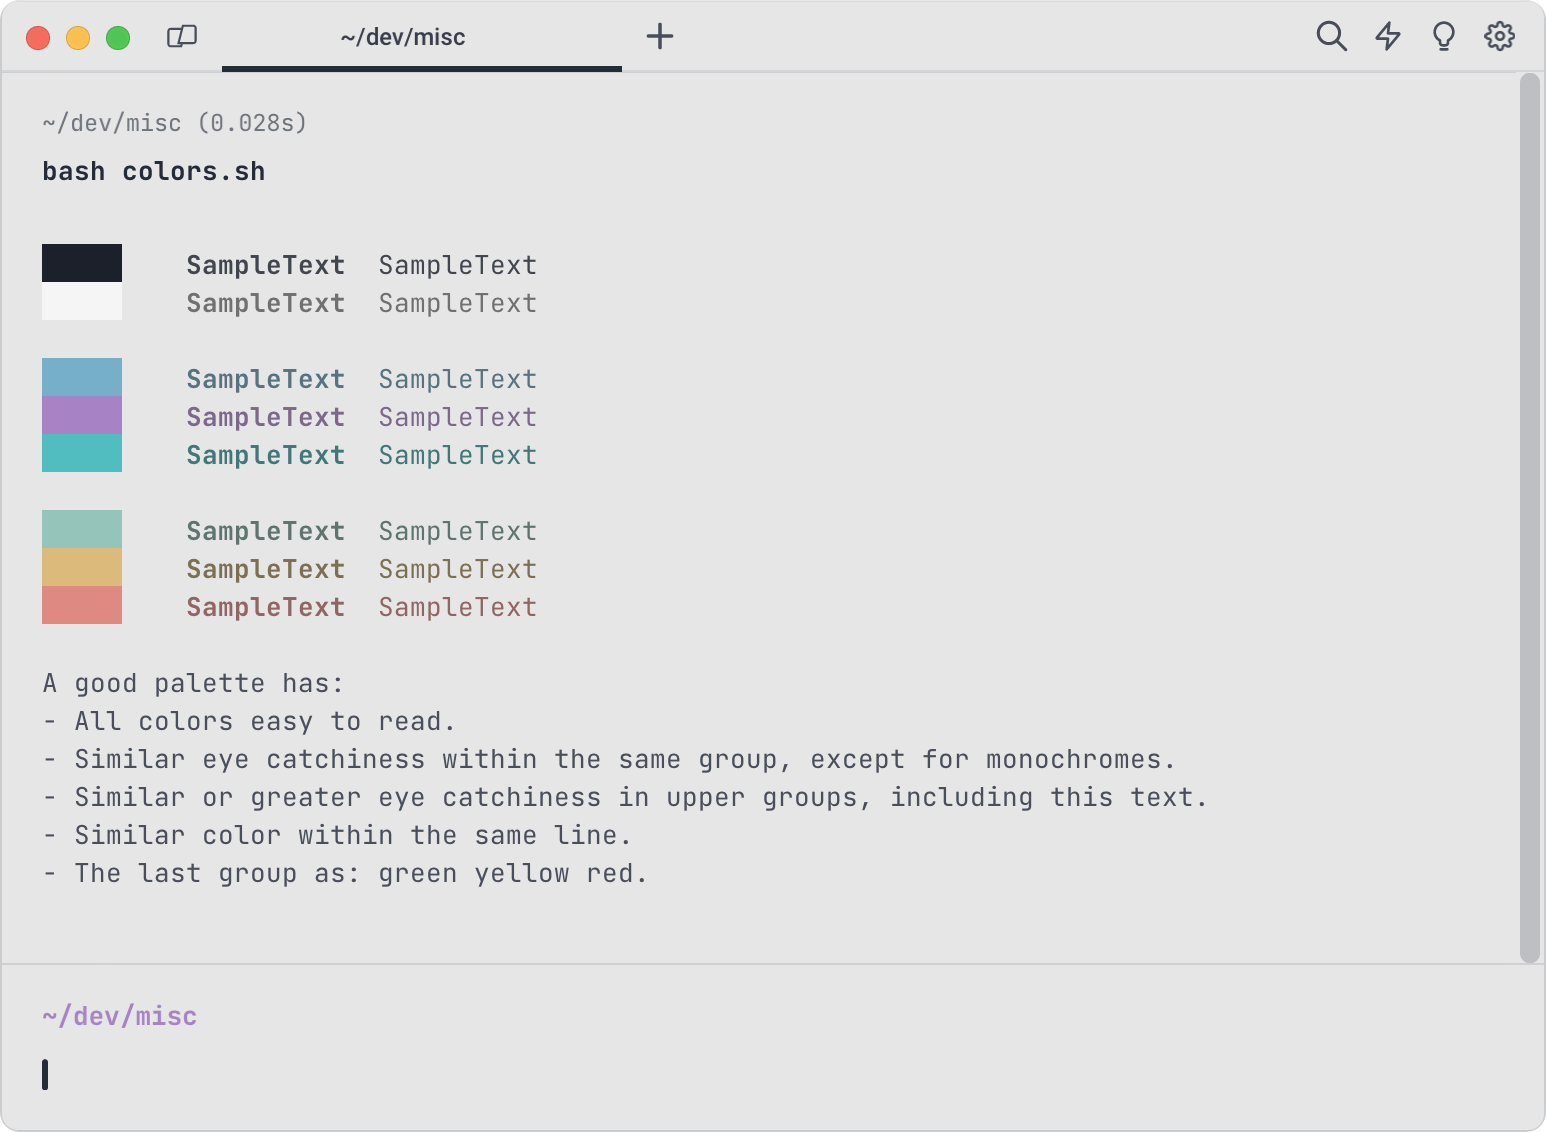 ~/dev/misc
~/dev/misc (0.028s)
bash colors.sh
SampleText SampleText
SampleText SampleText
SampleText SampleText
SampleText SampleText
SampleText SampleText
SampleText SampleText
SampleText SampleText
SampleText SampleText
A good palette has:
- All colors easy to read.
- Similar eye catchiness within the same group, except for monochromes.
- Similar or greater eye catchiness in upper groups, including this text.
- Similar color within the same line.
- The last group as: green yellow red.
~/dev/misc